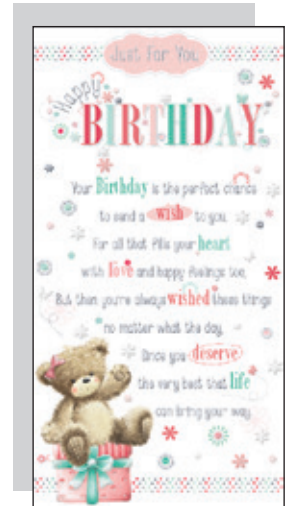 Just For You
Happy
BIRTHDAY
Your Birthday is the perfect chance
to send a wish to you,
For all that fills your heart
with love and happy feelings too,
But then you're always wished these things
no matter what the day,
Since you deserve
the very best that life
can bring your way.